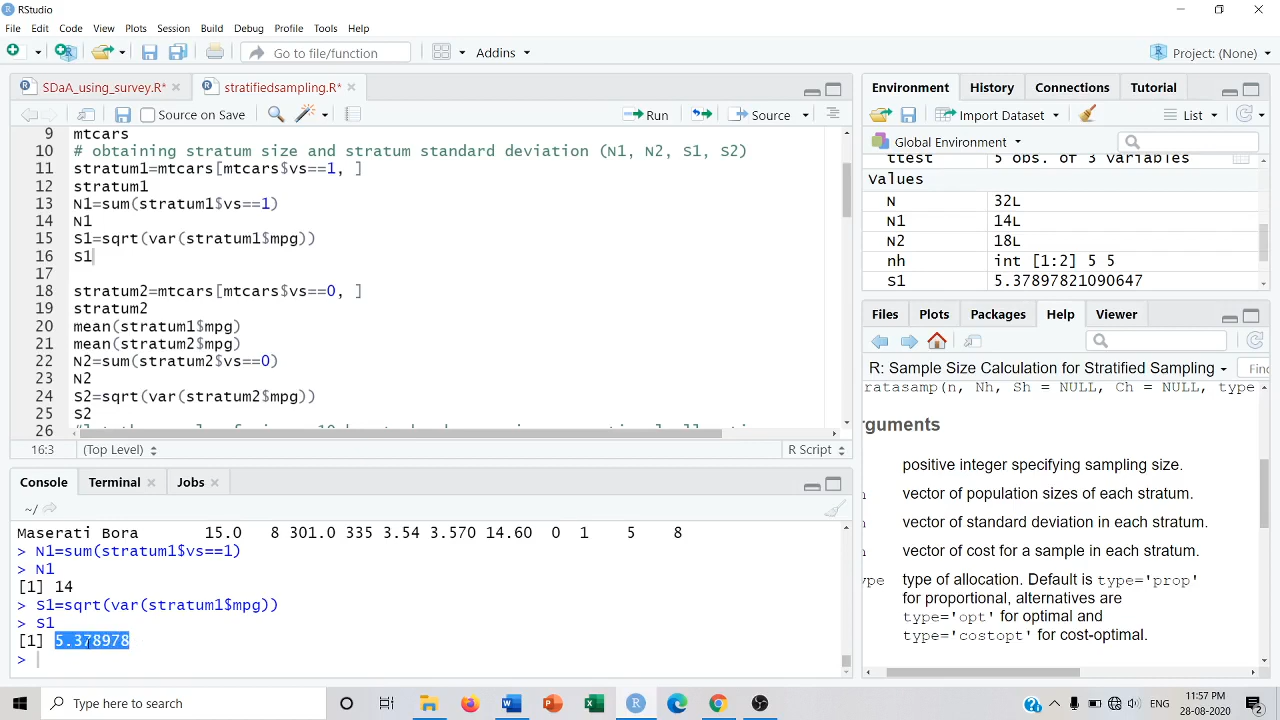 RStudio
File Edit Code View Plots Session Build Debug Profile Tools Help
Go to file/function Addins Project: (None)
SDaA_using_survey.R* stratifiedsampling.R*
Source on Save Run Source
9 mtcars
10 # obtaining stratum size and stratum standard deviation (N1, N2, S1, S2)
11 stratum1=mtcars[mtcars$vs==1, ]
12 stratum1
13 N1=sum(stratum1$vs==1)
14 N1
15 S1=sqrt(var(stratum1$mpg))
16 S1
17
18 stratum2=mtcars[mtcars$vs==0, ]
19 stratum2
20 mean(stratum1$mpg)
21 mean(stratum2$mpg)
22 N2=sum(stratum2$vs==0)
23 N2
24 S2=sqrt(var(stratum2$mpg))
25 S2
26
16:3 (Top Level) R Script
Console Terminal Jobs
~/
Maserati Bora 15.0 8 301.0 335 3.54 3.570 14.60 0 1 5 8
> N1=sum(stratum1$vs==1)
> N1
[1] 14
> S1=sqrt(var(stratum1$mpg))
> S1
[1] 5.378978
>
Environment History Connections Tutorial
Import Dataset List
Global Environment
ttest 5 obs. of 3 variables
Values
N 32L
N1 14L
N2 18L
nh int [1:2] 5 5
S1 5.37897821090647
Files Plots Packages Help Viewer
R: Sample Size Calculation for Stratified Sampling Find
ratasamp(n, Nh, Sh = NULL, Ch = NULL, type
rguments
positive integer specifying sampling size.
vector of population sizes of each stratum.
vector of standard deviation in each stratum.
vector of cost for a sample in each stratum.
ype type of allocation. Default is type='prop'
for proportional, alternatives are
type='opt' for optimal and
type='costopt' for cost-optimal.
Type here to search
ENG
11:57 PM
28-08-2020
2